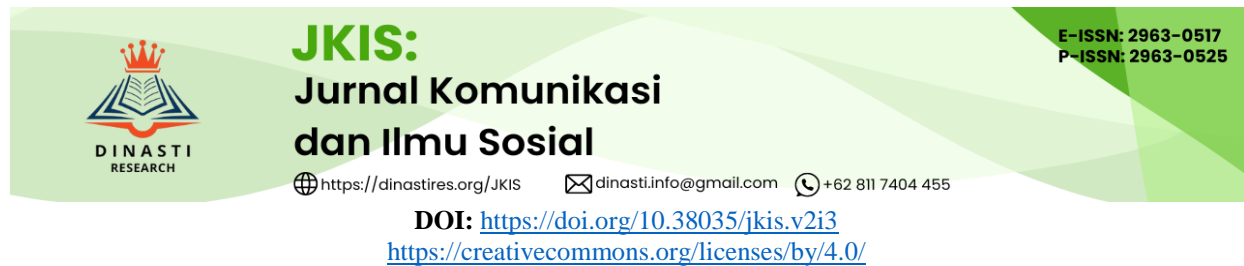 JKIS:
Jurnal Komunikasi
dan Ilmu Sosial
DINASTI
RESEARCH
https://dinastires.org/JKIS dinasti.info@gmail.com +62 811 7404 455
E-ISSN: 2963-0517
P-ISSN: 2963-0525
DOI: https://doi.org/10.38035/jkis.v2i3
https://creativecommons.org/licenses/by/4.0/